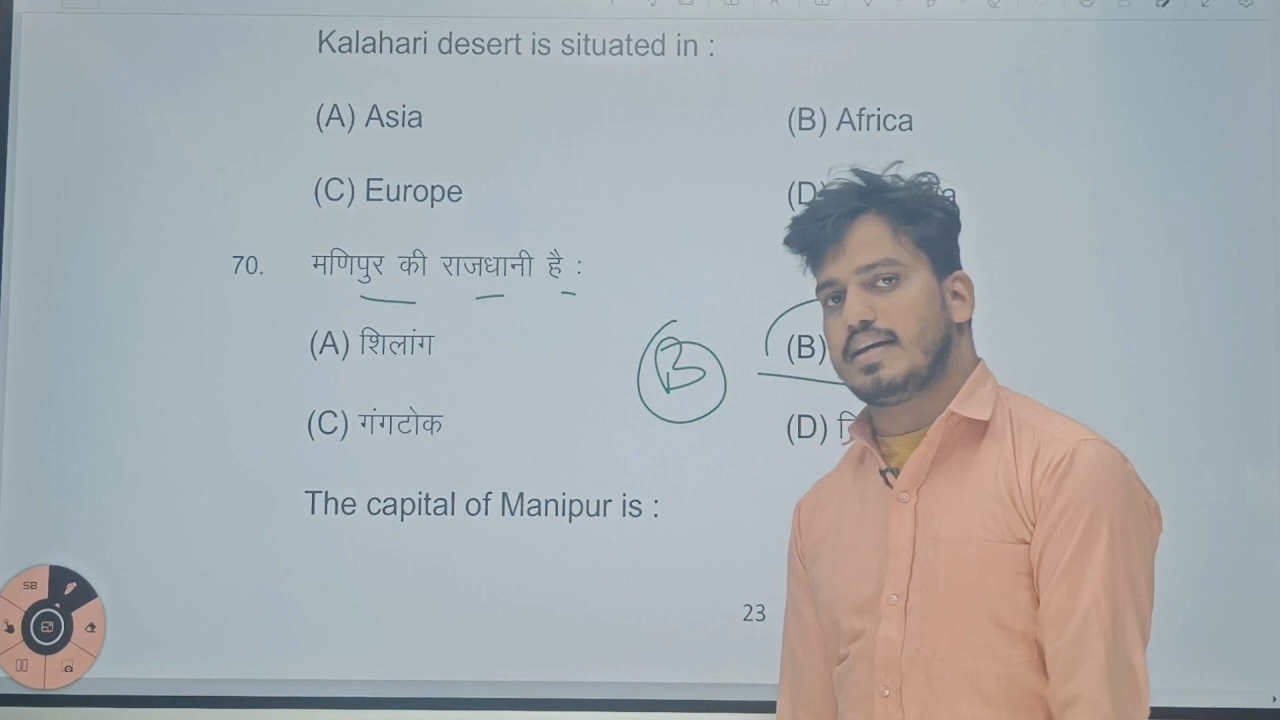 Kalahari desert is situated in :
(A) Asia (B) Africa
(C) Europe (D)
70. मणिपुर की राजधानी है :
(A) शिलांग (B)
B
(C) गंगटोक (D)
The capital of Manipur is :
23
SB